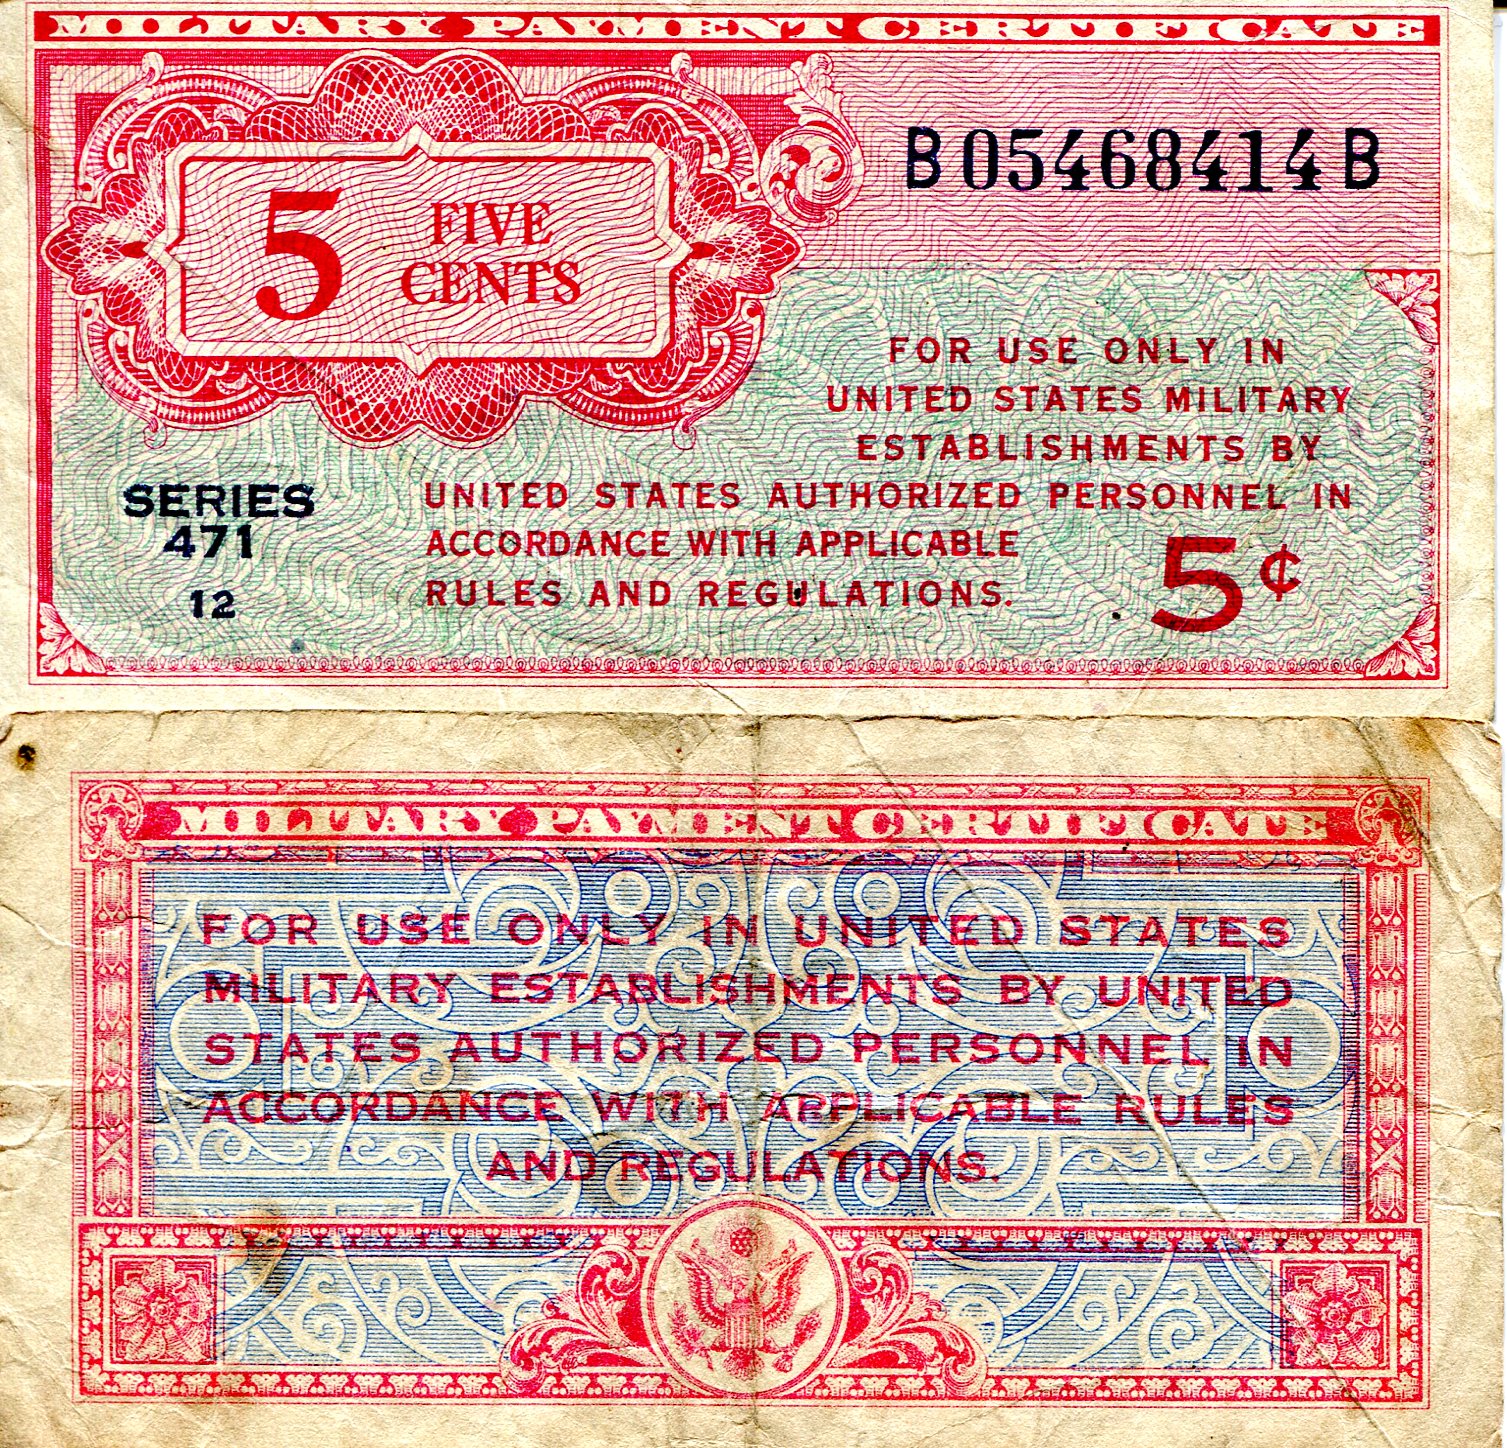 MILITARY PAYMENT CERTIFICATE
B05468414B
5 FIVE
CENTS
FOR USE ONLY IN
UNITED STATES MILITARY
ESTABLISHMENTS BY
UNITED STATES AUTHORIZED PERSONNEL IN
ACCORDANCE WITH APPLICABLE
RULES AND REGULATIONS.
SERIES
471
12
5¢
MILITARY PAYMENT CERTIFICATE
FOR USE ONLY IN UNITED STATES
MILITARY ESTABLISHMENTS BY UNITED
STATES AUTHORIZED PERSONNEL IN
ACCORDANCE WITH APPLICABLE RULES
AND REGULATIONS.